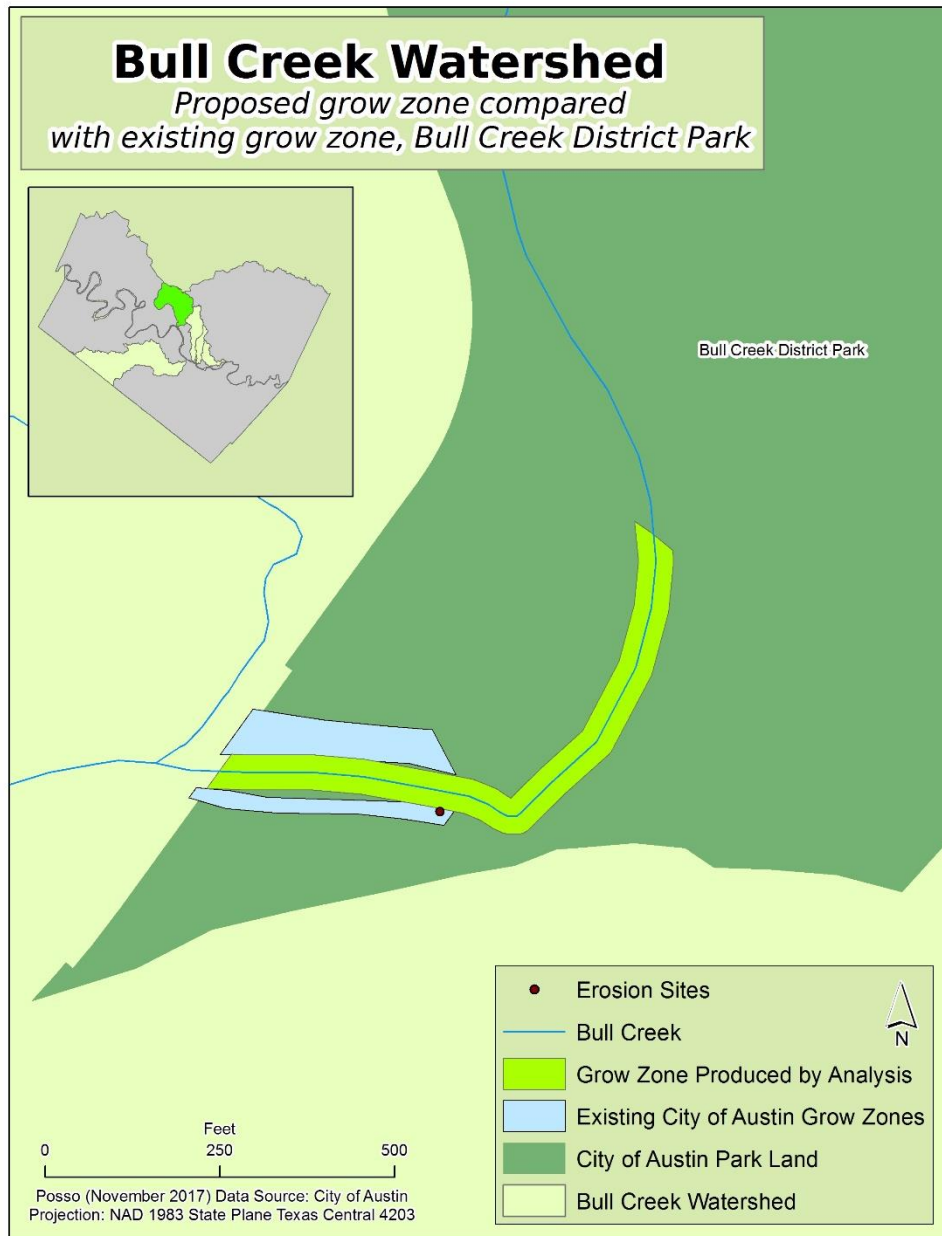 Bull Creek Watershed
Proposed grow zone compared
with existing grow zone, Bull Creek District Park
Bull Creek District Park
Erosion Sites
Bull Creek
N
Grow Zone Produced by Analysis
Existing City of Austin Grow Zones
City of Austin Park Land
Bull Creek Watershed
Feet
0 250 500
Posso (November 2017) Data Source: City of Austin
Projection: NAD 1983 State Plane Texas Central 4203